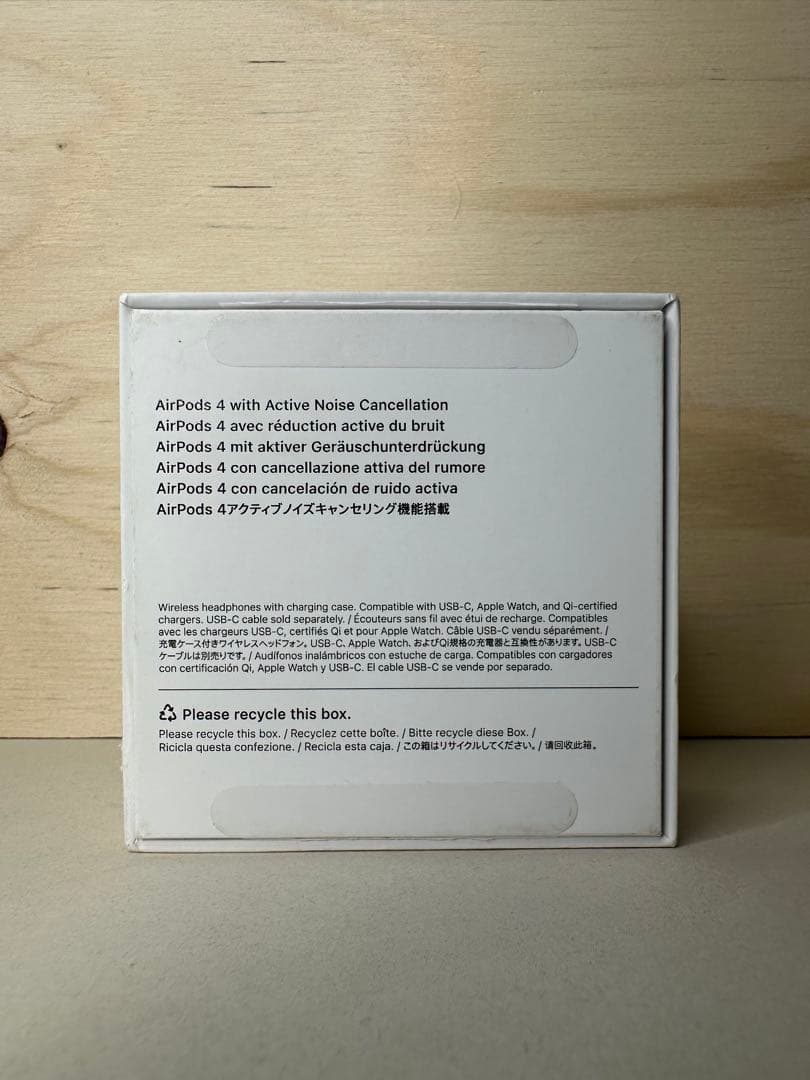 AirPods 4 with Active Noise Cancellation
AirPods 4 avec réduction active du bruit
AirPods 4 mit aktiver Geräuschunterdrückung
AirPods 4 con cancellazione attiva del rumore
AirPods 4 con cancelación de ruido activa
AirPods 4アクティブノイズキャンセリング機能搭載
Wireless headphones with charging case. Compatible with USB-C, Apple Watch, and Qi-certified
chargers. USB-C cable sold separately. / Écouteurs sans fil avec étui de recharge. Compatibles
avec les chargeurs USB-C, certifiés Qi et pour Apple Watch. Câble USB-C vendu séparément. /
充電ケース付きワイヤレスヘッドフォン。USB-C、Apple Watch、およびQi規格の充電器と互換性があります。USB-C
ケーブルは別売りです。/ Audífonos inalámbricos con estuche de carga. Compatibles con cargadores
con certificación Qi, Apple Watch y USB-C. El cable USB-C se vende por separado.
Please recycle this box.
Please recycle this box. / Recyclez cette boîte. / Bitte recycle diese Box. /
Ricicla questa confezione. / Recicla esta caja. / この箱はリサイクルしてください。/ 请回收此箱。